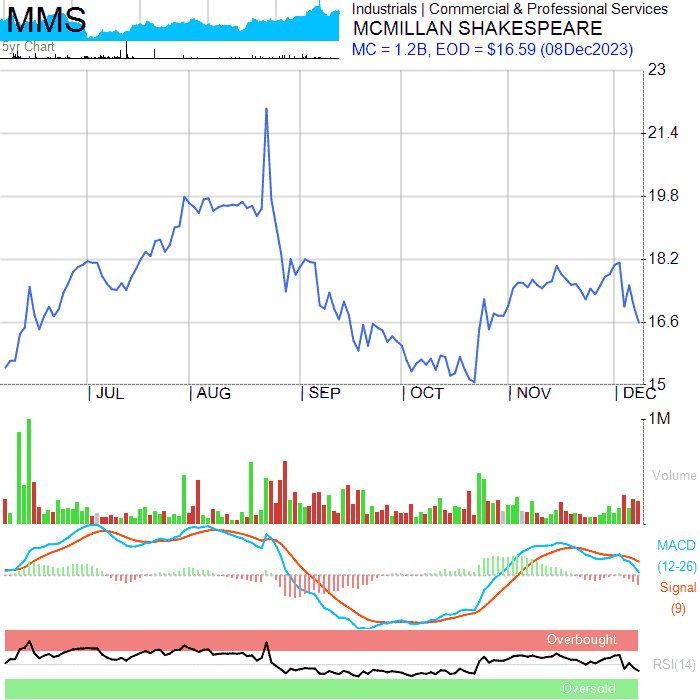 MMS
5yr Chart
Industrials | Commercial & Professional Services
MCMILLAN SHAKESPEARE
MC = 1.2B, EOD = $16.59 (08Dec2023)
23
21.4
19.8
18.2
16.6
15
JUL
AUG
SEP
OCT
NOV
DEC
1M
Volume
MACD
(12-26)
Signal
(9)
Overbought
RSI(14)
Oversold